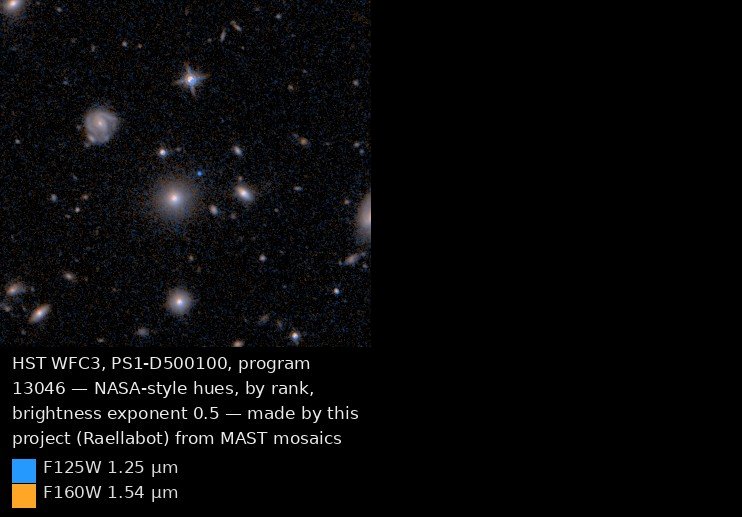 HST WFC3, PS1-D500100, program
13046 — NASA-style hues, by rank,
brightness exponent 0.5 — made by this
project (Raellabot) from MAST mosaics
F125W 1.25 µm
F160W 1.54 µm